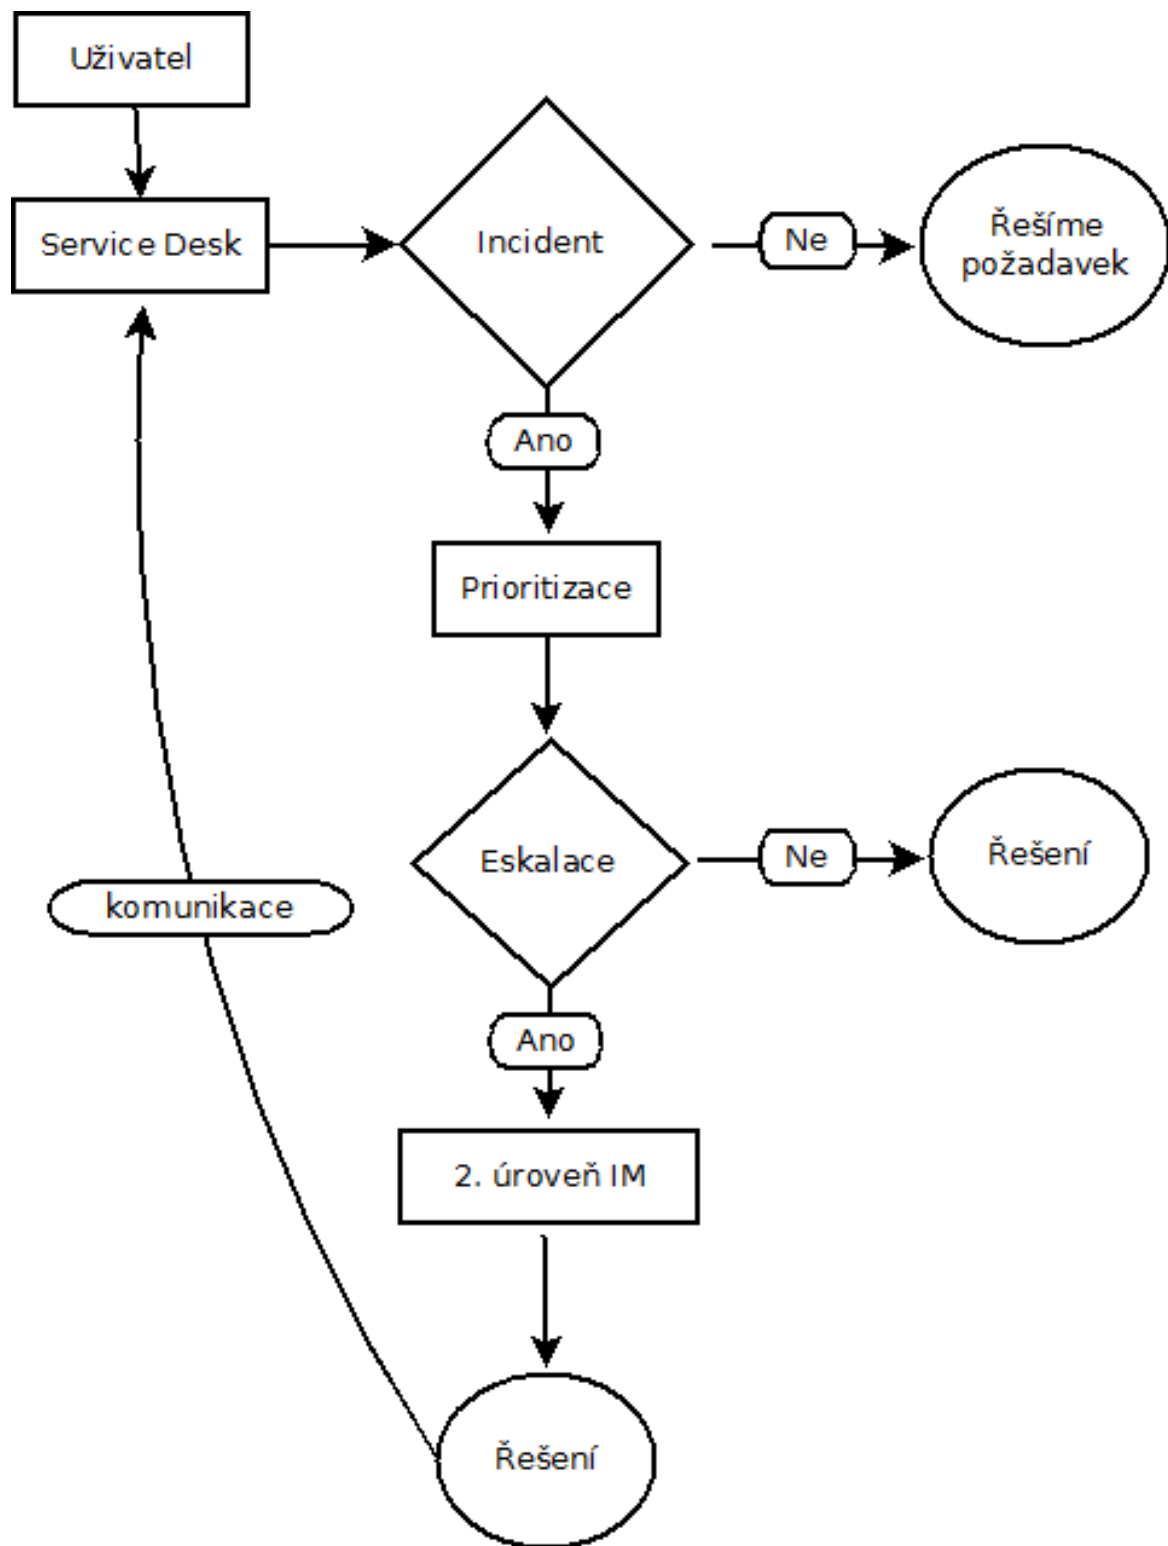 Uživatel
Service Desk
Incident
Ne
Řešíme
požadavek
Ano
Prioritizace
Eskalace
Ne
Řešení
komunikace
Ano
2. úroveň IM
Řešení